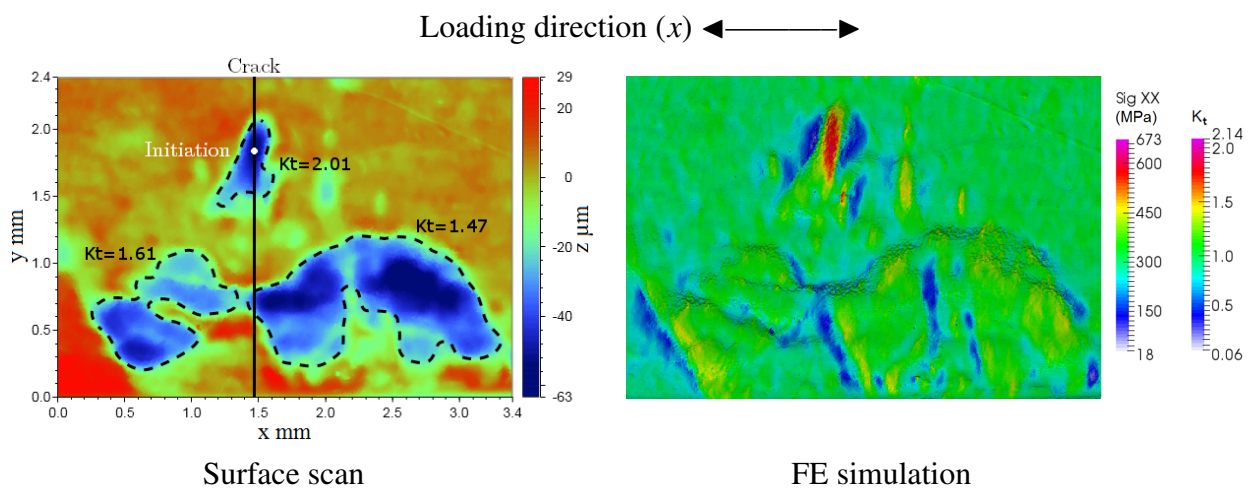 Loading direction (x)
Crack
Initiation
Kt=2.01
Kt=1.47
Kt=1.61
2.4
2.0
1.5
1.0
0.5
0.0
y mm
0.0 0.5 1.0 1.5 2.0 2.5 3.0 3.4
x mm
29
20
0
-20
-40
-63
z µm
Surface scan
Sig XX
(MPa)
673
600
450
300
150
18
Kt
2.14
2.0
1.5
1.0
0.5
0.06
FE simulation